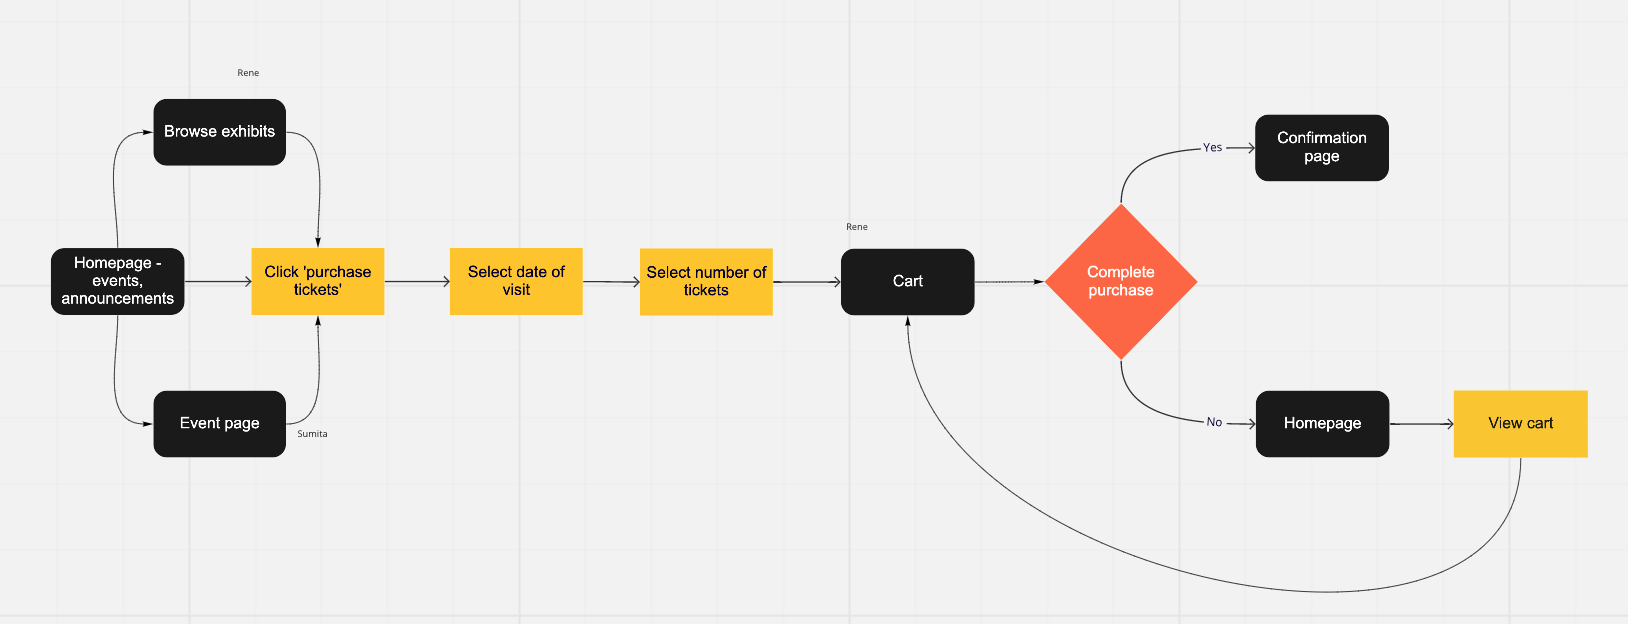 Rene
Browse exhibits
Homepage -
events,
announcements
Click 'purchase
tickets'
Event page
Sumita
Select date of
visit
Select number of
tickets
Rene
Cart
Complete
purchase
Yes
Confirmation
page
No
Homepage
View cart